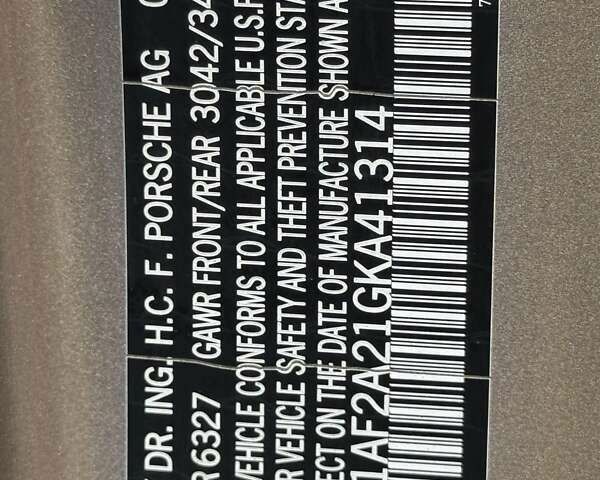 DR. ING. H.C. F. PORSCHE AG
R 6327 GAWR FRONT/REAR 3042/34
VEHICLE CONFORMS TO ALL APPLICABLE U.S.F
R VEHICLE SAFETY AND THEFT PREVENTION STA
ECT ON THE DATE OF MANUFACTURE SHOWN A
1AF2A21GKA41314